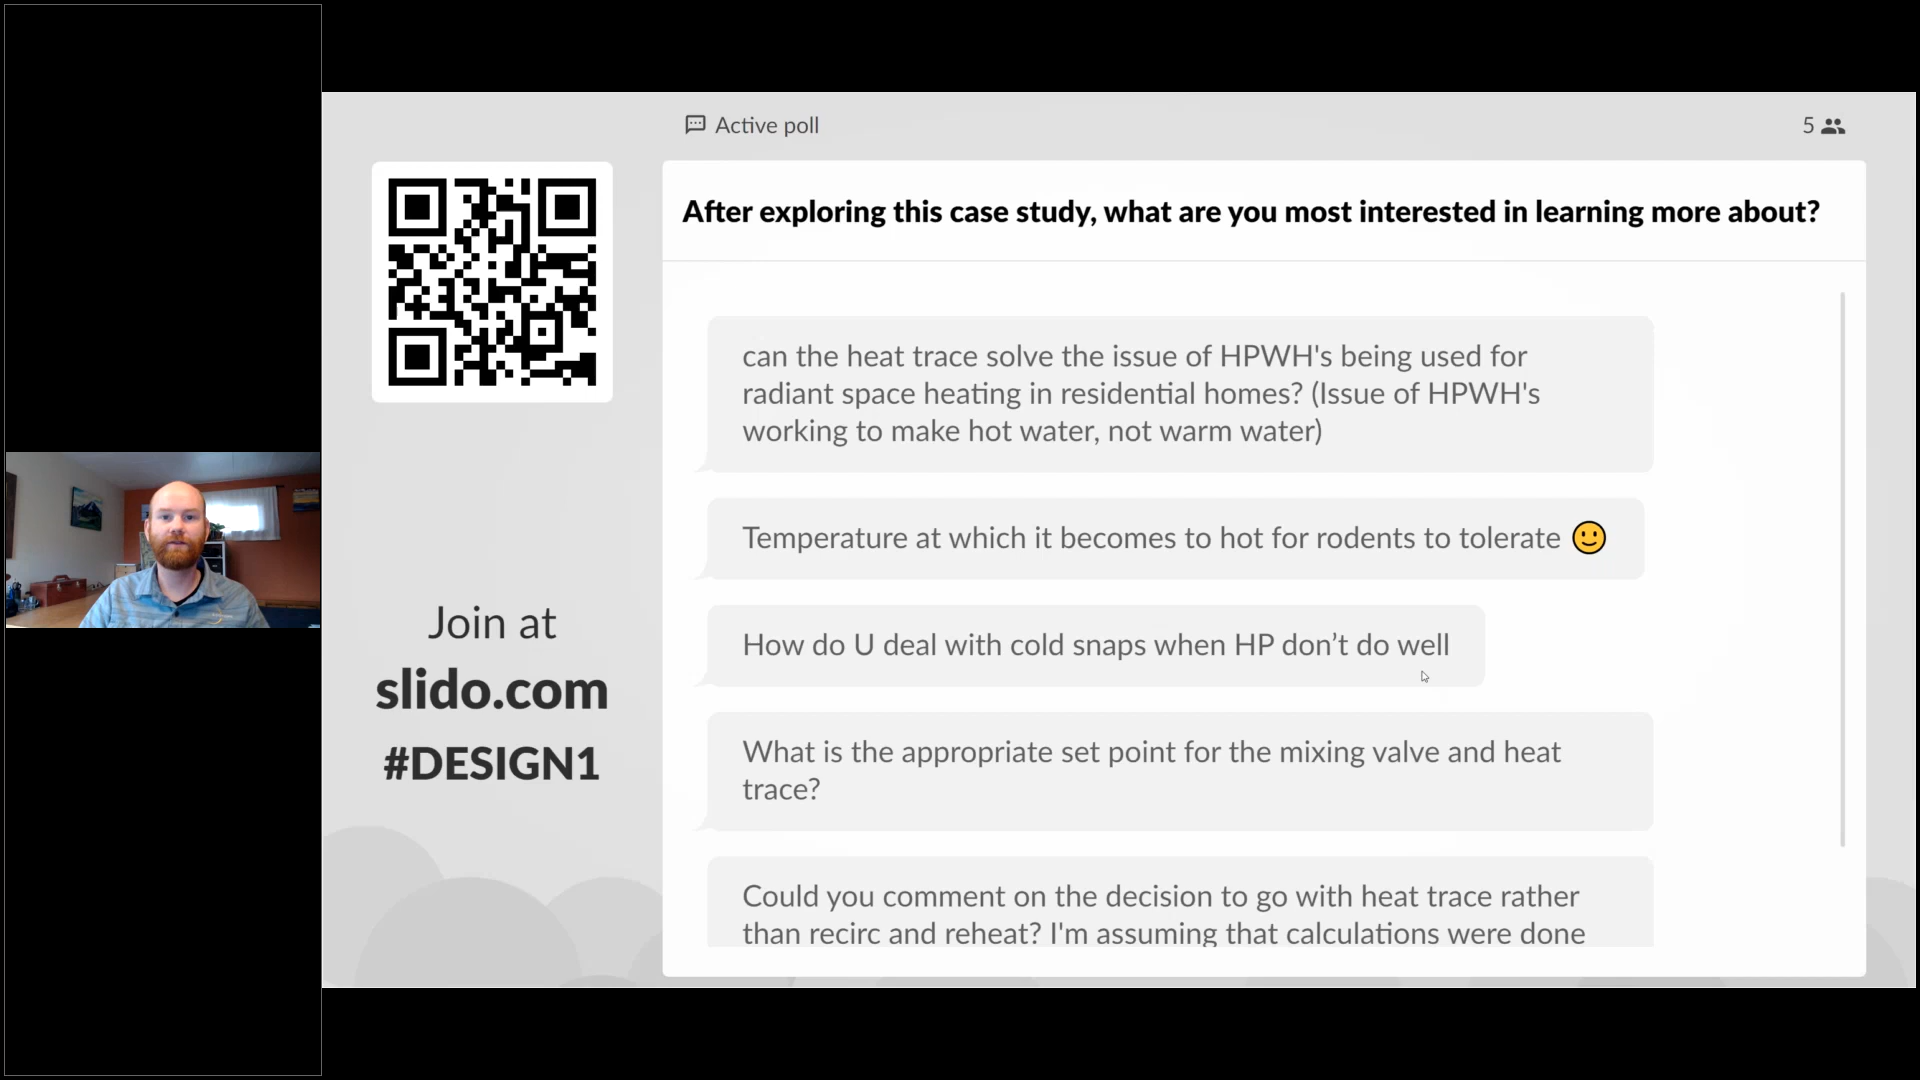 Active poll
5
After exploring this case study, what are you most interested in learning more about?
can the heat trace solve the issue of HPWH's being used for
radiant space heating in residential homes? (Issue of HPWH's
working to make hot water, not warm water)
Temperature at which it becomes to hot for rodents to tolerate 🙂
How do U deal with cold snaps when HP don’t do well
What is the appropriate set point for the mixing valve and heat
trace?
Could you comment on the decision to go with heat trace rather
than recirc and reheat? I'm assuming that calculations were done
Join at
slido.com
#DESIGN1